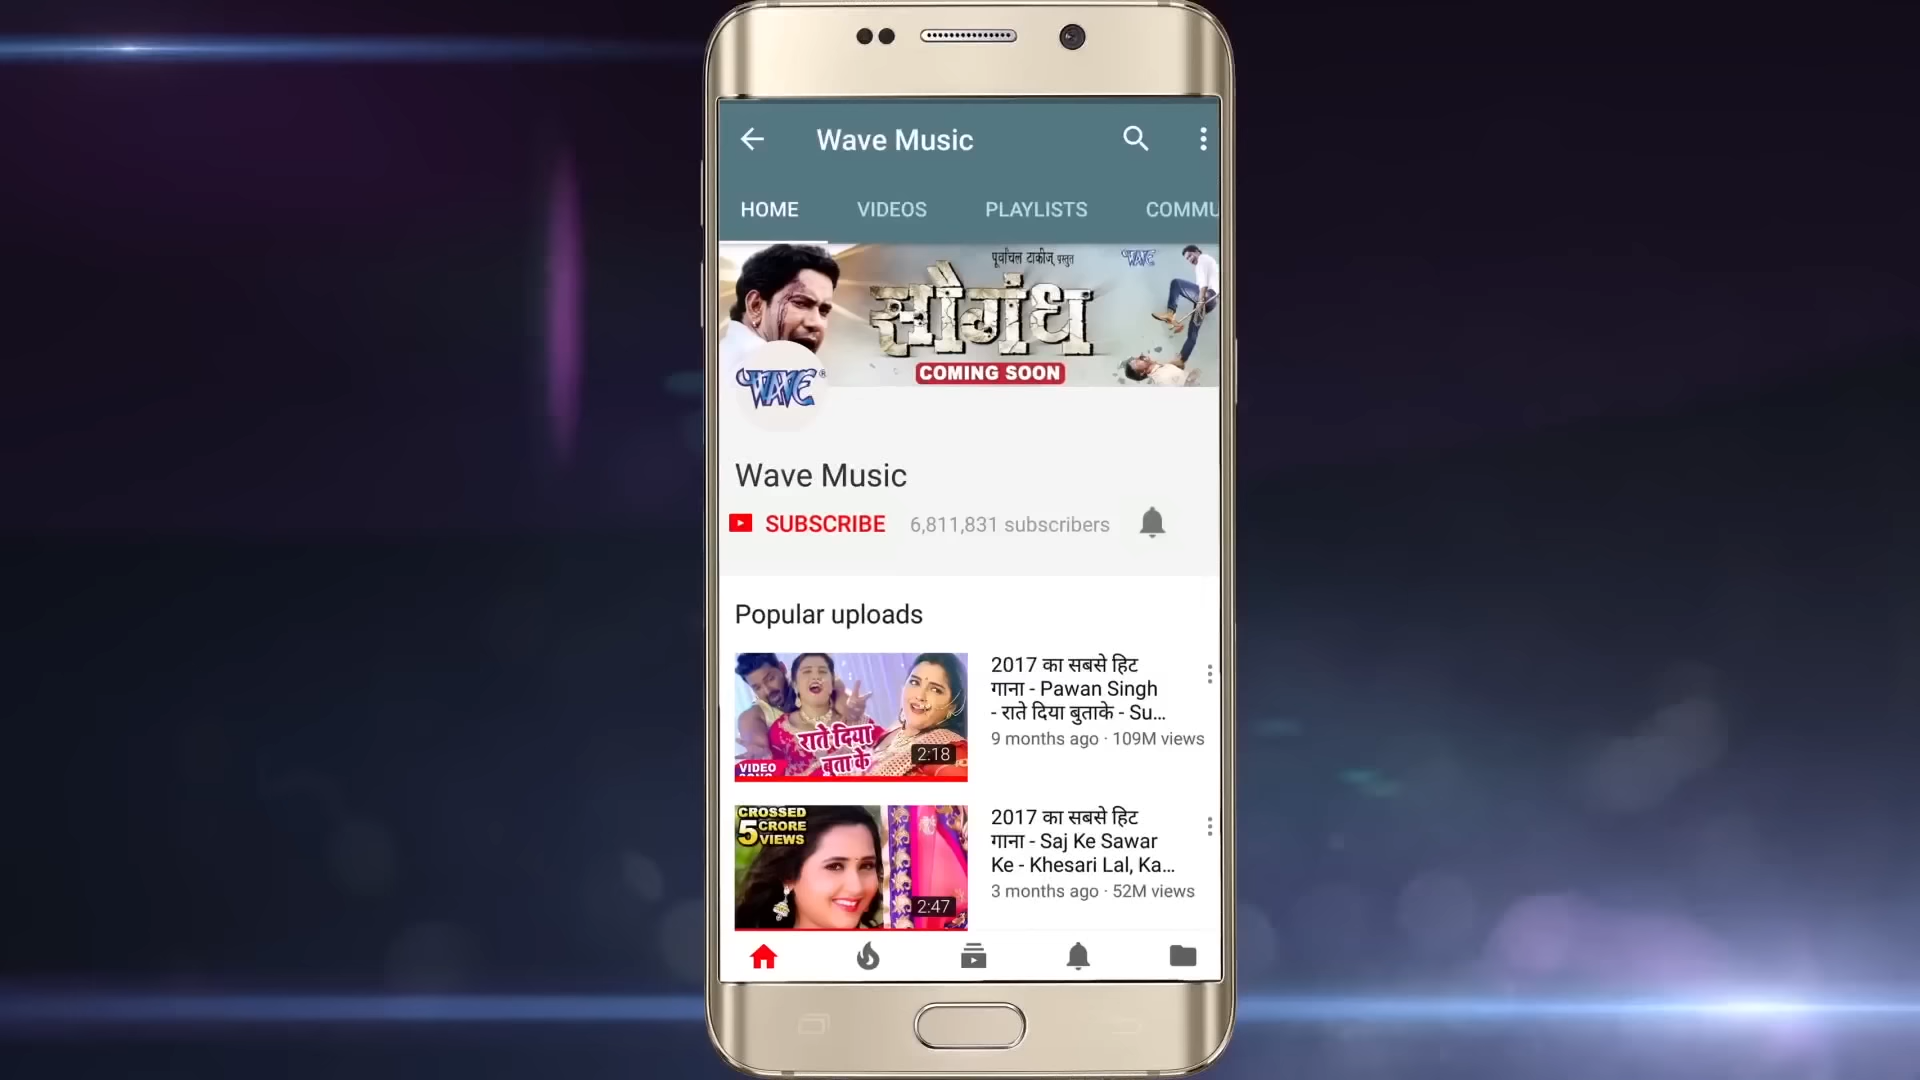 Wave Music
HOME VIDEOS PLAYLISTS COMMU
पूर्वांचल टाकीज् प्रस्तुत
WAVE
सौगंध
COMING SOON
WAVE®
Wave Music
SUBSCRIBE 6,811,831 subscribers
Popular uploads
राते दिया
बुता के
VIDEO
SONG
2:18
2017 का सबसे हिट
गाना - Pawan Singh
- राते दिया बुताके - Su...
9 months ago · 109M views
CROSSED
5 CRORE
VIEWS
2:47
2017 का सबसे हिट
गाना - Saj Ke Sawar
Ke - Khesari Lal, Ka...
3 months ago · 52M views